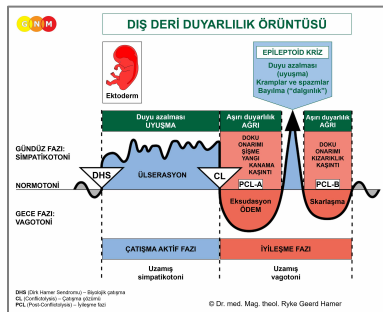 GNM
DIŞ DERİ DUYARLILIK ÖRÜNTÜSÜ
EPİLEPTOİD KRİZ
Duyu azalması
(uyuşma)
Kramplar ve spazmlar
Bayılma ("dalgınlık")
Ektoderm
Duyu azalması
UYUŞMA
Aşırı duyarlılık
AĞRI
Aşırı duyarlılık
AĞRI
GÜNDÜZ FAZI:
SİMPATİKOTONİ
DOKU
ONARIMI
ŞİŞME
YANGI
KANAMA
KAŞINTI
DOKU
ONARIMI
KIZARIKLIK
KAŞINTI
DHS
ÜLSERASYON
CL
PCL-A
PCL-B
NORMOTONİ
GECE FAZI:
VAGOTONİ
Eksudasyon
ÖDEM
Skarlaşma
ÇATIŞMA AKTİF FAZI
İYİLEŞME FAZI
Uzamış
simpatikotoni
Uzamış
vagotoni
DHS (Dirk Hamer Sendromu) – Biyolojik çatışma
CL (Conflictolysis) – Çatışma çözümü
PCL (Post-Conflictolysis) – İyileşme fazı
© Dr. med. Mag. theol. Ryke Geerd Hamer